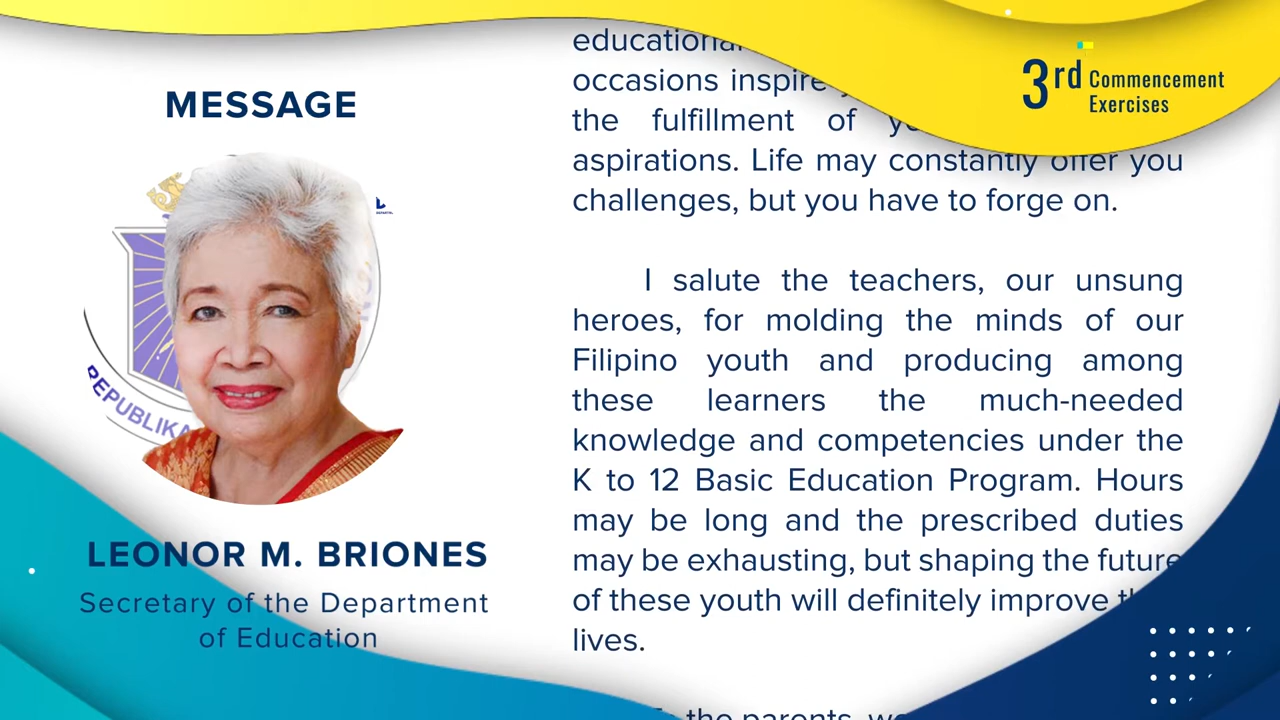 MESSAGE
REPUBLIKA
LEONOR M. BRIONES
Secretary of the Department
of Education
3rd Commencement
Exercises
educational
occasions inspire
the fulfillment of
aspirations. Life may constantly offer you
challenges, but you have to forge on.
I salute the teachers, our unsung
heroes, for molding the minds of our
Filipino youth and producing among
these learners the much-needed
knowledge and competencies under the
K to 12 Basic Education Program. Hours
may be long and the prescribed duties
may be exhausting, but shaping the future
of these youth will definitely improve
lives.
the parents,